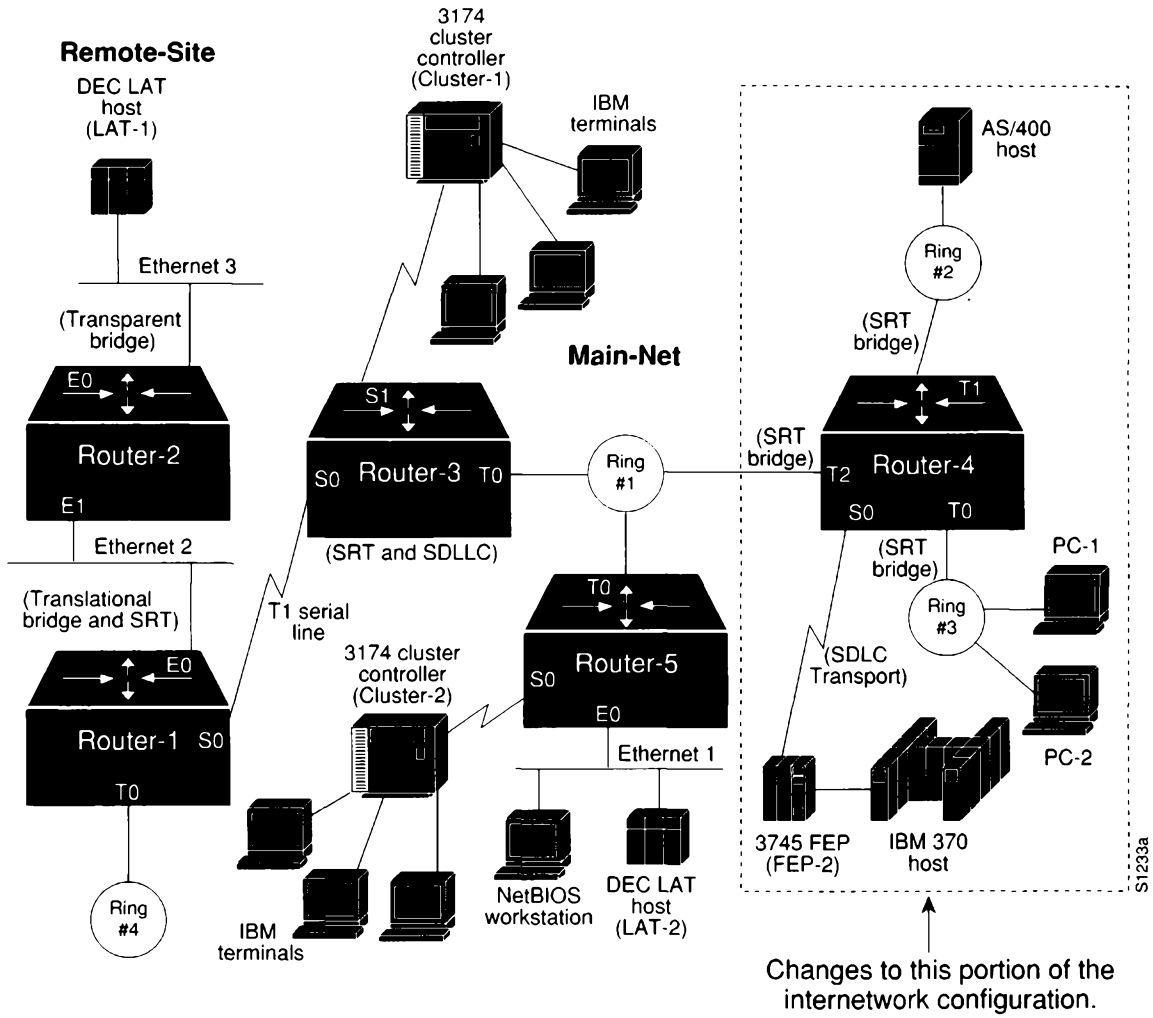 Remote-Site
DEC LAT
host
(LAT-1)
Ethernet 3
(Transparent
bridge)
E0
Router-2
E1
Ethernet 2
(Translational
bridge and SRT)
E0
Router-1
S0
T0
Ring
#4
3174
cluster
controller
(Cluster-1)
IBM
terminals
Main-Net
S1
S0
Router-3
T0
(SRT and SDLLC)
T1 serial
line
Ring
#1
3174 cluster
controller
(Cluster-2)
IBM
terminals
T0
Router-5
S0
E0
Ethernet 1
NetBIOS
workstation
DEC LAT
host
(LAT-2)
AS/400
host
Ring
#2
(SRT
bridge)
T1
(SRT
bridge)
T2
Router-4
S0
T0
(SRT
bridge)
Ring
#3
PC-1
PC-2
(SDLC
Transport)
3745 FEP
(FEP-2)
IBM 370
host
S1233a
Changes to this portion of the
internetwork configuration.